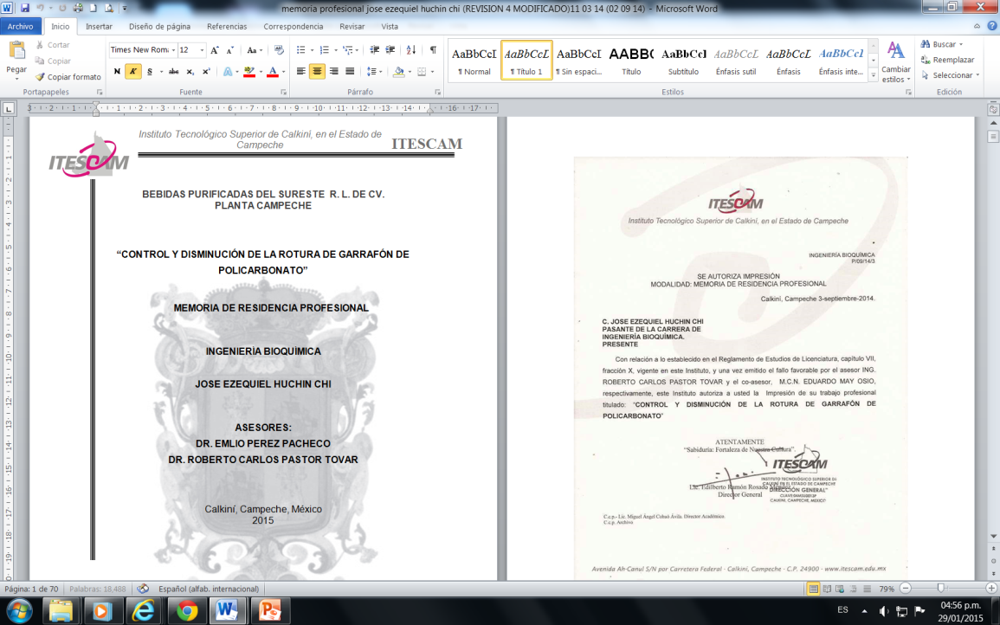 memoria profesional jose ezequiel huchin chi (REVISION 4 MODIFICADO)11 03 14 (02 09 14) - Microsoft Word
Archivo Inicio Insertar Diseño de página Referencias Correspondencia Revisar Vista
Pegar
Cortar
Copiar
Copiar formato
Portapapeles
Times New Rom 12
N K S abc x₂ x²
Fuente
Párrafo
AaBbCcI AaBbCcL AaBbCcI AABBC AaBbCcI AaBbCcL AaBbCcL AaBbCcI
¶ Normal ¶ Título 1 ¶ Sin espaci... Título Subtítulo Énfasis sutil Énfasis Énfasis inte...
Cambiar
estilos
Estilos
Buscar
Reemplazar
Seleccionar
Edición
ITESCAM
Instituto Tecnológico Superior de Calkiní, en el Estado de
Campeche
ITESCAM
BEBIDAS PURIFICADAS DEL SURESTE R. L. DE CV.
PLANTA CAMPECHE
“CONTROL Y DISMINUCIÓN DE LA ROTURA DE GARRAFÓN DE
POLICARBONATO”
MEMORIA DE RESIDENCIA PROFESIONAL
INGENIERÍA BIOQUÌMICA
JOSE EZEQUIEL HUCHIN CHI
ASESORES:
DR. EMLIO PEREZ PACHECO
DR. ROBERTO CARLOS PASTOR TOVAR
Calkiní, Campeche, México
2015
ITESCAM
Instituto Tecnológico Superior de Calkiní, en el Estado de Campeche
INGENIERÍA BIOQUÍMICA
P/09/14/3
SE AUTORIZA IMPRESIÓN
MODALIDAD: MEMORIA DE RESIDENCIA PROFESIONAL
Calkiní, Campeche 3-septiembre-2014.
C. JOSE EZEQUIEL HUCHIN CHI
PASANTE DE LA CARRERA DE
INGENIERÍA BIOQUÍMICA.
PRESENTE
Con relación a lo establecido en el Reglamento de Estudios de Licenciatura, capítulo VII,
fracción X, vigente en este Instituto, y una vez emitido el fallo favorable por el asesor ING.
ROBERTO CARLOS PASTOR TOVAR y el co-asesor, M.C.N. EDUARDO MAY OSIO,
respectivamente, este Instituto autoriza a usted la Impresión de su trabajo profesional
titulado: “CONTROL Y DISMINUCIÓN DE LA ROTURA DE GARRAFÓN DE
POLICARBONATO”
ATENTAMENTE
“Sabiduría: Fortaleza de Nuestra Cultura”.
ITESCAM
INSTITUTO TECNOLÓGICO SUPERIOR DE
CALKINÍ EN EL ESTADO DE CAMPECHE
"DIRECCIÓN GENERAL"
CALKINÍ, CAMPECHE, MÉXICO
Lic. Edilberto Ramón Rosado Méndez
Director General
C.c.p.- Lic. Miguel Ángel Cohuó Ávila. Director Académico.
C.c.p. Archivo
Avenida Ah-Canul S/N por Carretera Federal - Calkiní, Campeche - C.P. 24900 - www.itescam.edu.mx
Página: 1 de 70 Palabras: 18,488 Español (alfab. internacional) 79%
ES 04:56 p.m.
29/01/2015